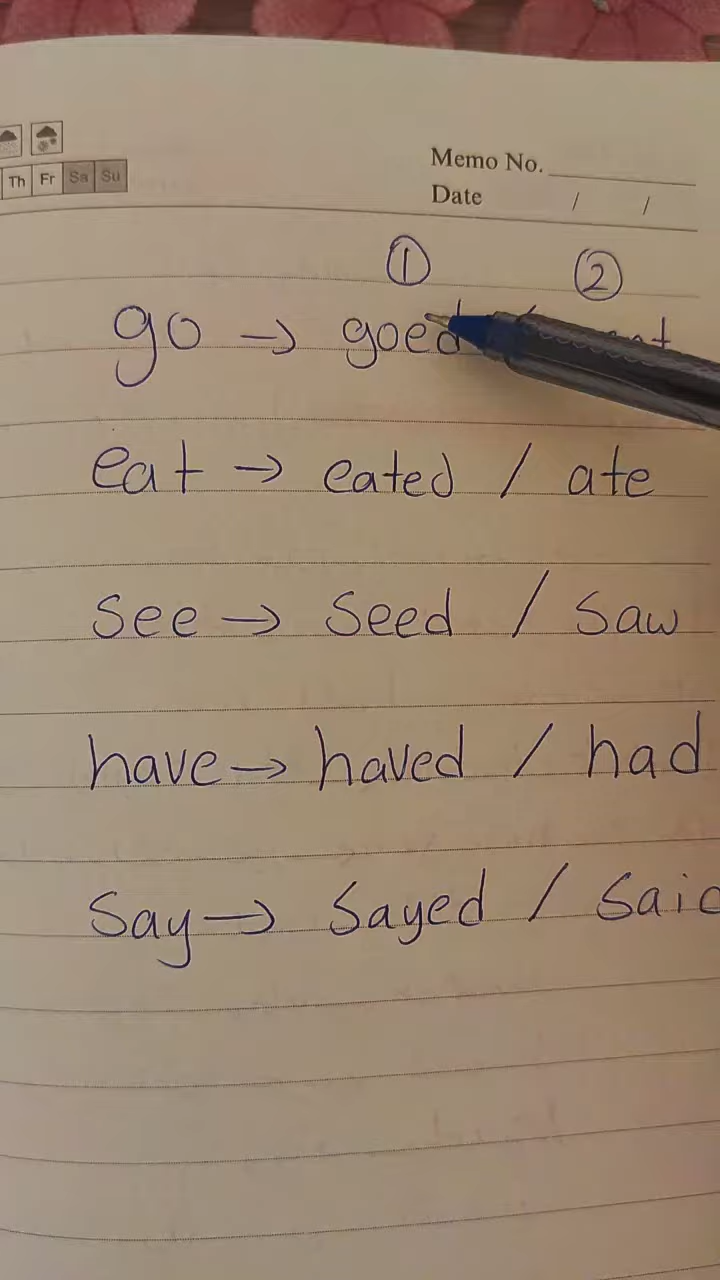 Th Fr Sa Su
Memo No.
Date / /
① ②
go → goed /
eat → eated / ate
see → seed / saw
have → haved / had
say → sayed /